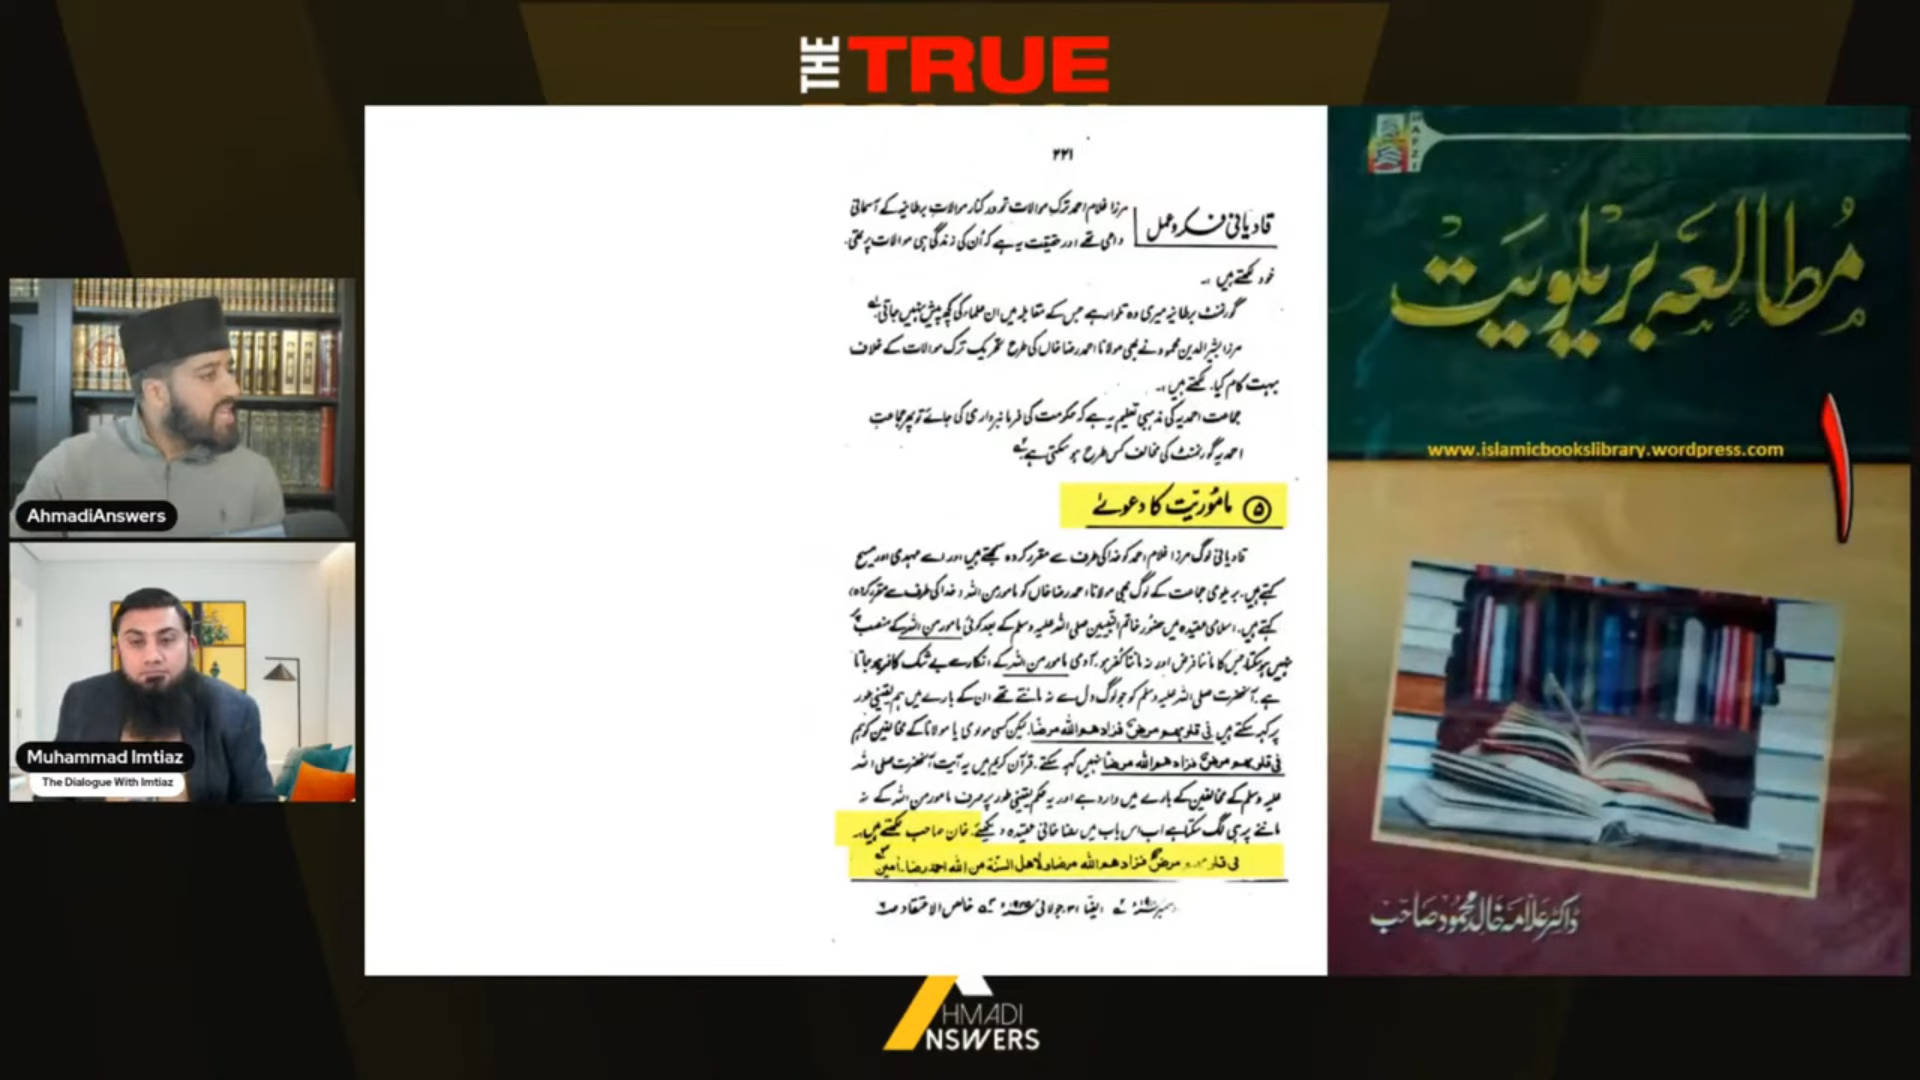 THE TRUE
۲۲۱
قادیانی فکر و عمل
مرزا غلام احمد ترک موالات تو درکنار موالات برطانیہ کے آسمانی
داعی تھے اور حقیقت یہ ہے کہ اُن کی زندگی ہی موالات پر تھی۔
خود لکھتے ہیں :۔
گورنمنٹ برطانیہ میری وہ تلوار ہے جس کے مقابلہ میں ان علماء کی کچھ پیش نہیں جاتی۔
مرزا بشیر الدین محمود نے بھی مولانا احمد رضا خاں کی طرح تحریک ترک موالات کے خلاف
بہت کام کیا۔ لکھتے ہیں :۔
جماعت احمدیہ کی مذہبی تعلیم یہ ہے کہ حکومت کی فرمانبرداری کی جائے تو پھر جماعت
احمدیہ گورنمنٹ کی مخالف کس طرح ہو سکتی ہے
۵ ماموریّت کا دعوےٰ
قادیانی لوگ مرزا غلام احمد کو خدا کی طرف سے مقرر کردہ سمجھتے ہیں اور اسے مہدی اور مسیح
کہتے ہیں۔ بریلوی جماعت کے لوگ بھی مولانا احمد رضا خاں کو مامور من اللہ (خدا کی طرف سے مقرر کردہ)
کہتے ہیں۔ اسلامی عقیدہ میں حضور خاتم النبیین صلی اللہ علیہ وسلم کے بعد کوئی مامور من اللہ کے منصب پر
نہیں ہو سکتا جس کا ماننا فرض اور نہ ماننا کفر ہو۔ آدمی مامور من اللہ کے انکار سے بے شک کافر ہو جاتا
ہے۔ آنحضرت صلی اللہ علیہ وسلم کو جو لوگ دل سے نہ مانتے تھے ان کے بارے میں ہم یقینی طور
پر کہہ سکتے ہیں فی قلوبھم مرض فزادھم اللہ مرضا۔ لیکن کسی مولوی یا مولانا کے مخالفین کو ہم
فی قلوبھم مرض فزادھم اللہ مرضاً نہیں کہہ سکتے۔ قرآن کریم میں یہ آیت آنحضرت صلی اللہ
علیہ وسلم کے مخالفین کے بارے میں وارد ہے اور یہ حکم یقینی طور پر صرف مامور من اللہ کے نہ
ماننے پر ہی لگ سکتا ہے اب اس باب میں رضا خانی عقیدہ دیکھئے۔ خان صاحب لکھتے ہیں :۔
مرض فزادھم اللہ مرضا ولاھل السنۃ من اللہ احمد رضا۔ آمین
خالص الاعتقاد ص۶
مُطالعہ بریلویت
www.islamicbookslibrary.wordpress.com
۱
ڈاکٹر علامہ خالد محمود صاحب
HAFZI
AhmadiAnswers
Muhammad Imtiaz
The Dialogue With Imtiaz
AHMADI
ANSWERS